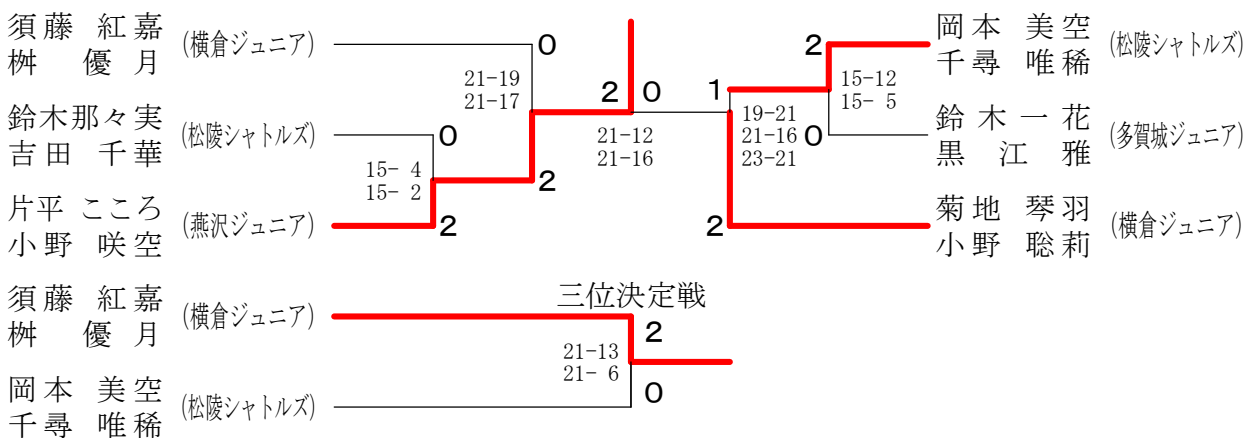 須藤 紅嘉
桝 優月
(横倉ジュニア)
0
21-19
21-17
鈴木那々実
吉田 千華
(松陵シャトルズ)
0
15- 4
15- 2
2
片平 こころ
小野 咲空
(燕沢ジュニア)
2
2 0
21-12
21-16
岡本 美空
千尋 唯稀
(松陵シャトルズ)
2
15-12
15- 5
1
19-21
21-16
23-21
鈴木一花
黒江 雅
(多賀城ジュニア)
0
菊地 琴羽
小野 聡莉
(横倉ジュニア)
2
三位決定戦
須藤 紅嘉
桝 優月
(横倉ジュニア)
2
21-13
21- 6
岡本 美空
千尋 唯稀
(松陵シャトルズ)
0